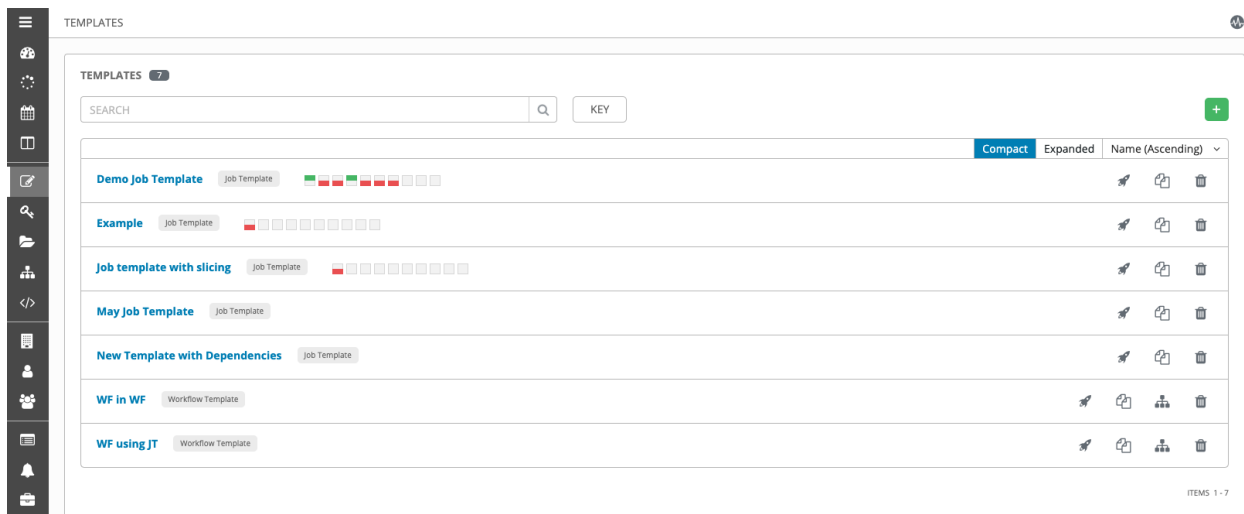 TEMPLATES
TEMPLATES 7
SEARCH KEY +
Compact Expanded Name (Ascending)
Demo Job Template Job Template
Example Job Template
Job template with slicing Job Template
May Job Template Job Template
New Template with Dependencies Job Template
WF in WF Workflow Template
WF using JT Workflow Template
ITEMS 1 - 7